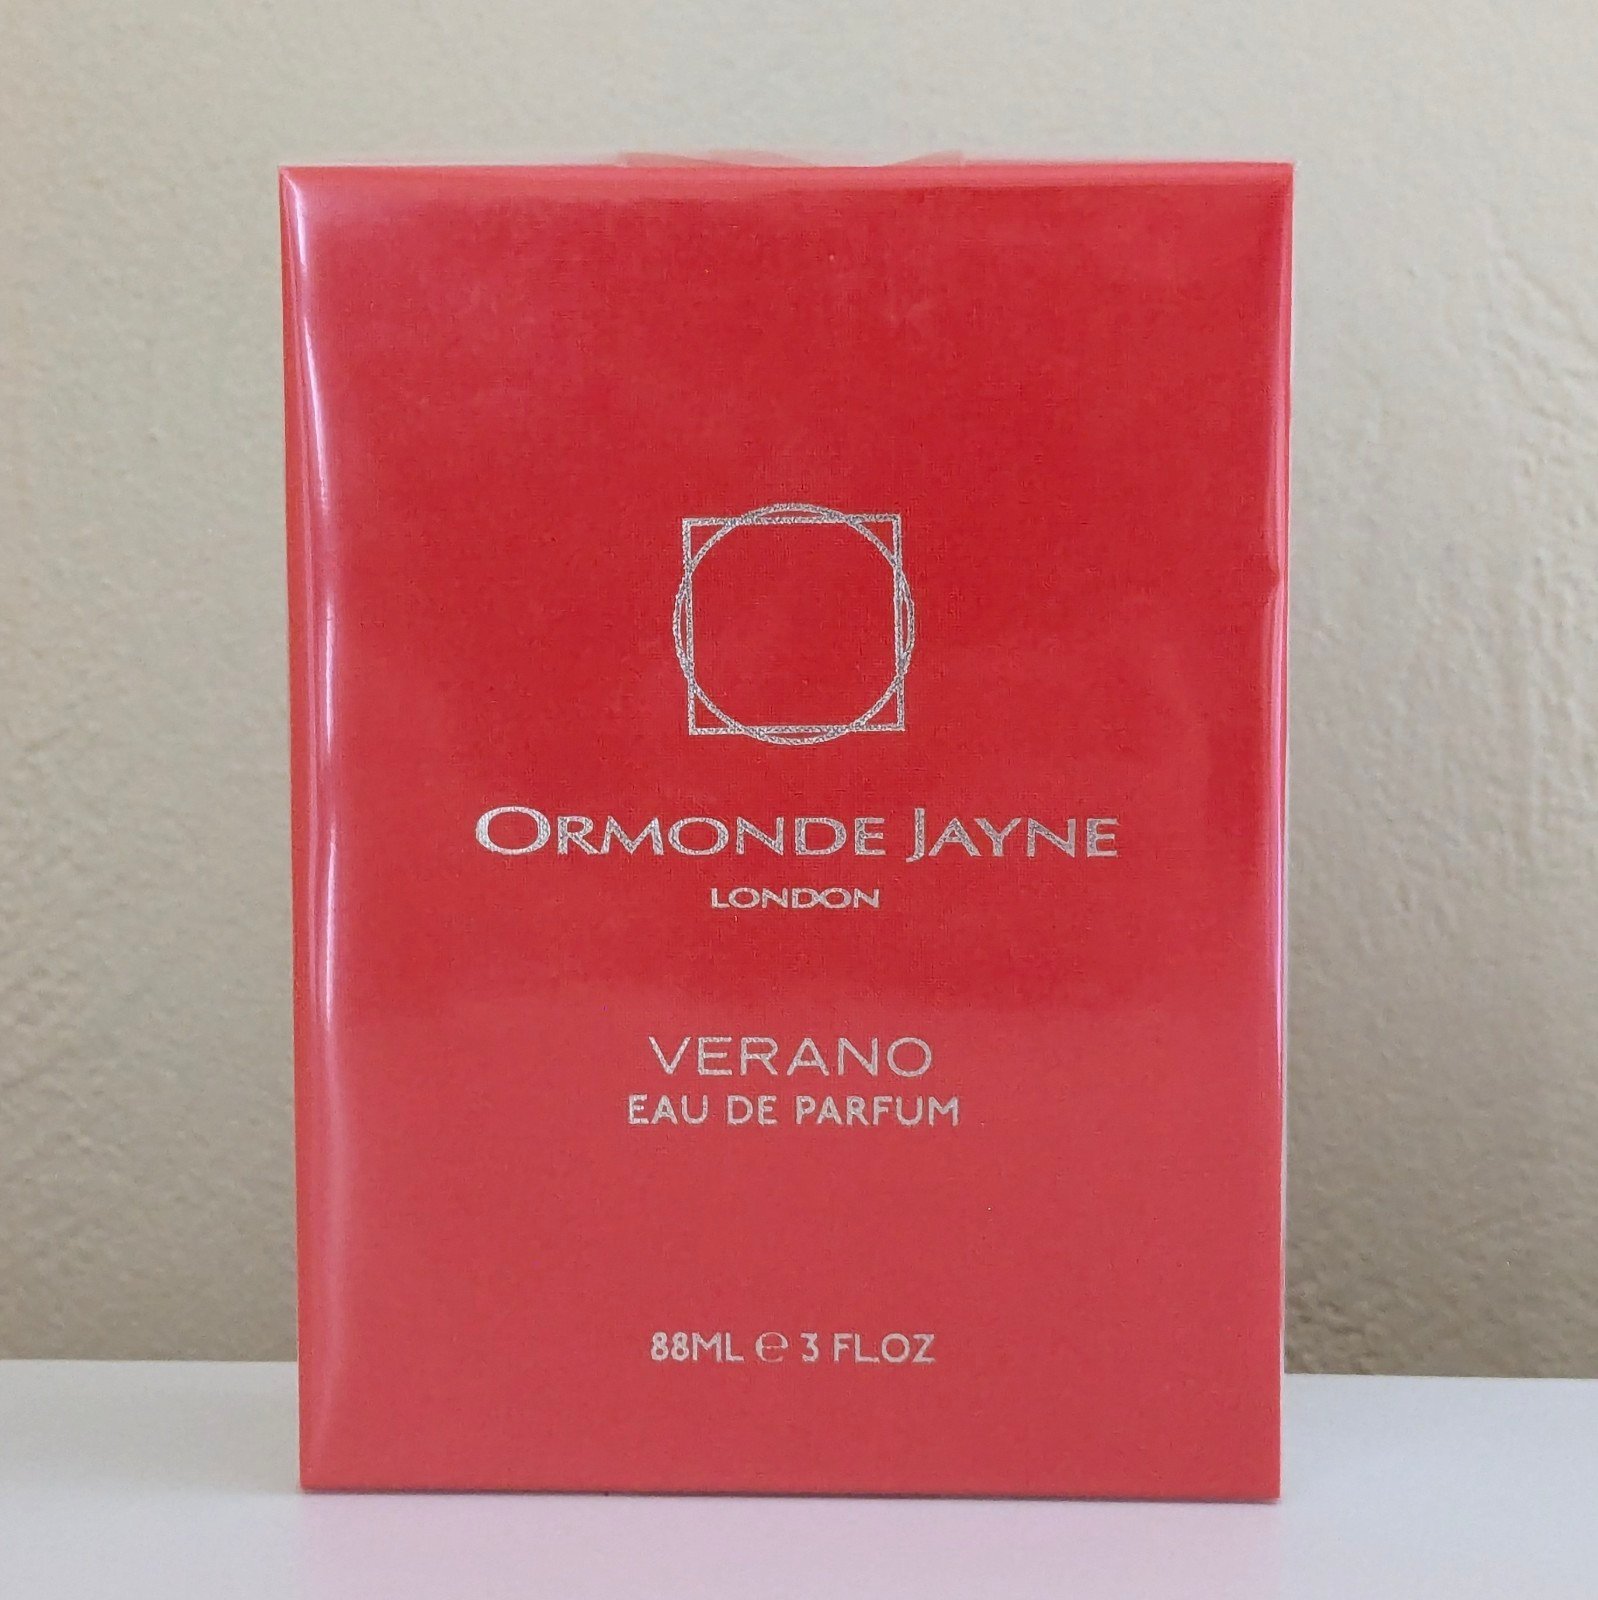 ORMONDE JAYNE
LONDON
VERANO
EAU DE PARFUM
88ML ℮ 3 FL.OZ